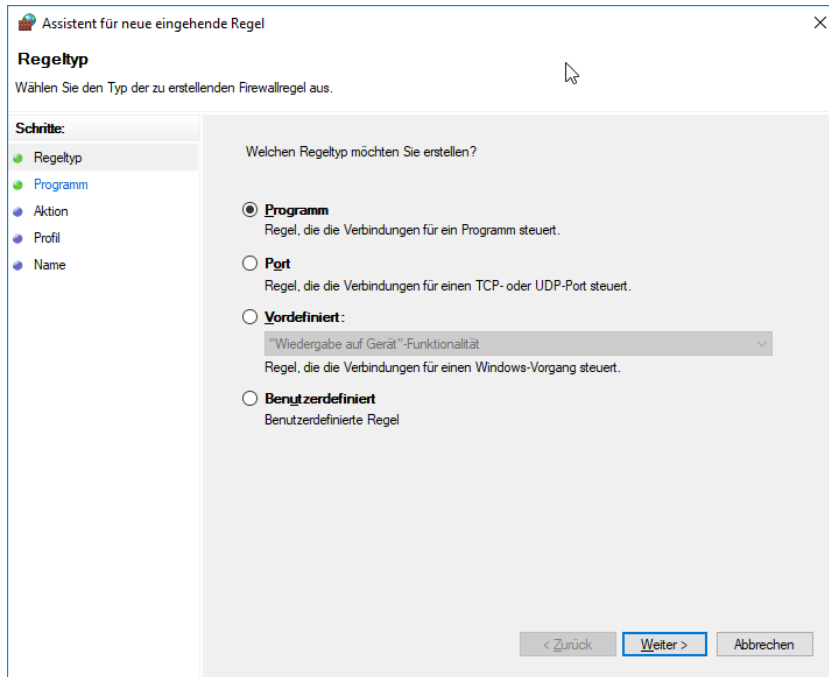 Assistent für neue eingehende Regel
Regeltyp
Wählen Sie den Typ der zu erstellenden Firewallregel aus.
Schritte:
Regeltyp
Programm
Aktion
Profil
Name
Welchen Regeltyp möchten Sie erstellen?
Programm
Regel, die die Verbindungen für ein Programm steuert.
Port
Regel, die die Verbindungen für einen TCP- oder UDP-Port steuert.
Vordefiniert:
"Wiedergabe auf Gerät"-Funktionalität
Regel, die die Verbindungen für einen Windows-Vorgang steuert.
Benutzerdefiniert
Benutzerdefinierte Regel
< Zurück Weiter > Abbrechen